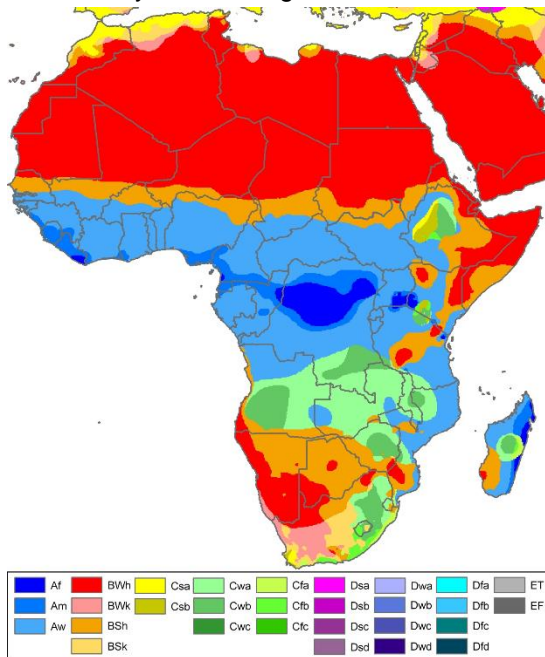 Af BWh Csa Cwa Cfa Dsa Dwa Dfa ET
Am BWk Csb Cwb Cfb Dsb Dwb Dfb EF
Aw BSh Cwc Cfc Dsc Dwc Dfc
BSk Dsd Dwd Dfd